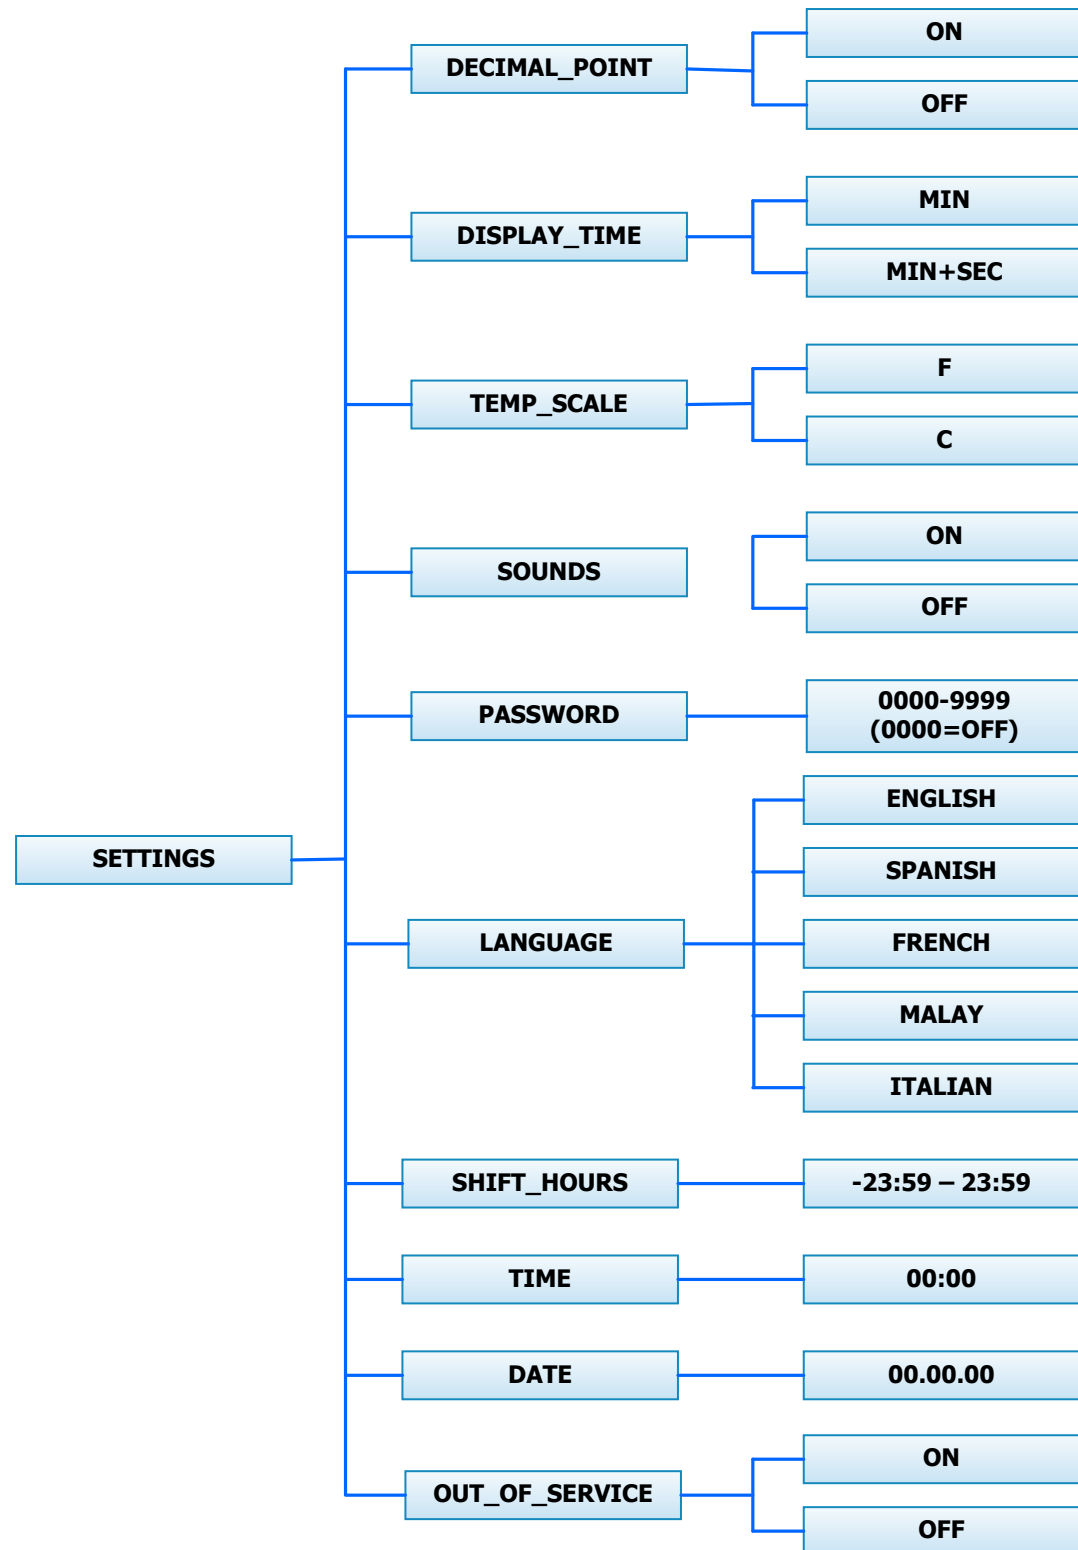 SETTINGS
DECIMAL_POINT
ON
OFF
DISPLAY_TIME
MIN
MIN+SEC
TEMP_SCALE
F
C
SOUNDS
ON
OFF
PASSWORD
0000-9999
(0000=OFF)
LANGUAGE
ENGLISH
SPANISH
FRENCH
MALAY
ITALIAN
SHIFT_HOURS
-23:59 – 23:59
TIME
00:00
DATE
00.00.00
OUT_OF_SERVICE
ON
OFF